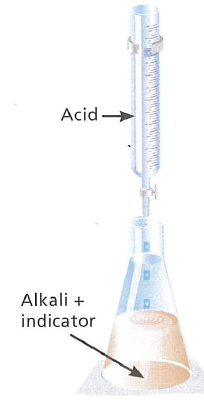 Acid
Alkali +
indicator